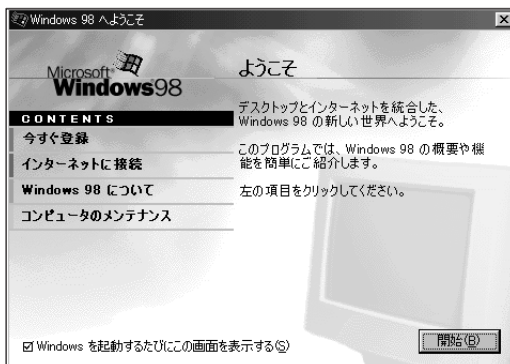 Windows 98 へようこそ
Microsoft
Windows98
CONTENTS
今すぐ登録
インターネットに接続
Windows 98 について
コンピュータのメンテナンス
ようこそ
デスクトップとインターネットを統合した、
Windows 98 の新しい世界へようこそ。
このプログラムでは、Windows 98 の概要や機
能を簡単にご紹介します。
左の項目をクリックしてください。
Windows を起動するたびにこの画面を表示する(S)
開始(B)